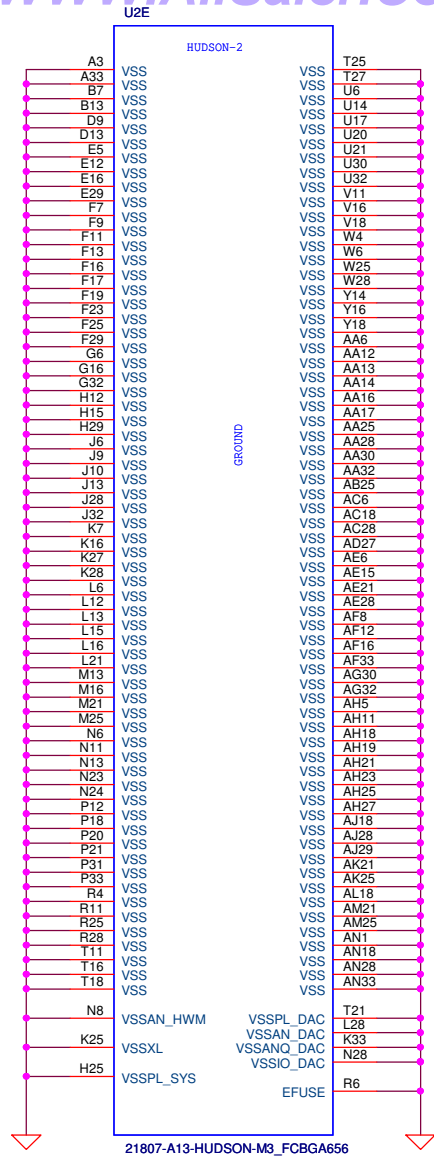 U2E
HUDSON-2
A3 VSS VSS T25
A33 VSS VSS T27
B7 VSS VSS U6
B13 VSS VSS U14
D9 VSS VSS U17
D13 VSS VSS U20
E5 VSS VSS U21
E12 VSS VSS U30
E16 VSS VSS U32
E29 VSS VSS V11
F7 VSS VSS V16
F9 VSS VSS V18
F11 VSS VSS W4
F13 VSS VSS W6
F16 VSS VSS W25
F17 VSS VSS W28
F19 VSS VSS Y14
F23 VSS VSS Y16
F25 VSS VSS Y18
F29 VSS VSS AA6
G6 VSS VSS AA12
G16 VSS VSS AA13
G32 VSS VSS AA14
H12 VSS VSS AA16
H15 VSS VSS AA17
H29 VSS VSS AA25
J6 VSS VSS AA28
J9 VSS VSS AA30
J10 VSS VSS AA32
J13 VSS VSS AB25
J28 VSS VSS AC6
J32 VSS VSS AC18
K7 VSS VSS AC28
K16 VSS VSS AD27
K27 VSS VSS AE6
K28 VSS VSS AE15
L6 VSS VSS AE21
L12 VSS VSS AE28
L13 VSS VSS AF8
L15 VSS VSS AF12
L16 VSS VSS AF16
L21 VSS VSS AF33
M13 VSS VSS AG30
M16 VSS VSS AG32
M21 VSS VSS AH5
M25 VSS VSS AH11
N6 VSS VSS AH18
N11 VSS VSS AH19
N13 VSS VSS AH21
N23 VSS VSS AH23
N24 VSS VSS AH25
P12 VSS VSS AH27
P18 VSS VSS AJ18
P20 VSS VSS AJ28
P21 VSS VSS AJ29
P31 VSS VSS AK21
P33 VSS VSS AK25
R4 VSS VSS AL18
R11 VSS VSS AM21
R25 VSS VSS AM25
R28 VSS VSS AN1
T11 VSS VSS AN18
T16 VSS VSS AN28
T18 VSS VSS AN33
GROUND
N8 VSSAN_HWM VSSPL_DAC T21
VSSAN_DAC L28
K25 VSSXL VSSANQ_DAC K33
VSSIO_DAC N28
H25 VSSPL_SYS
EFUSE R6
21807-A13-HUDSON-M3_FCBGA656